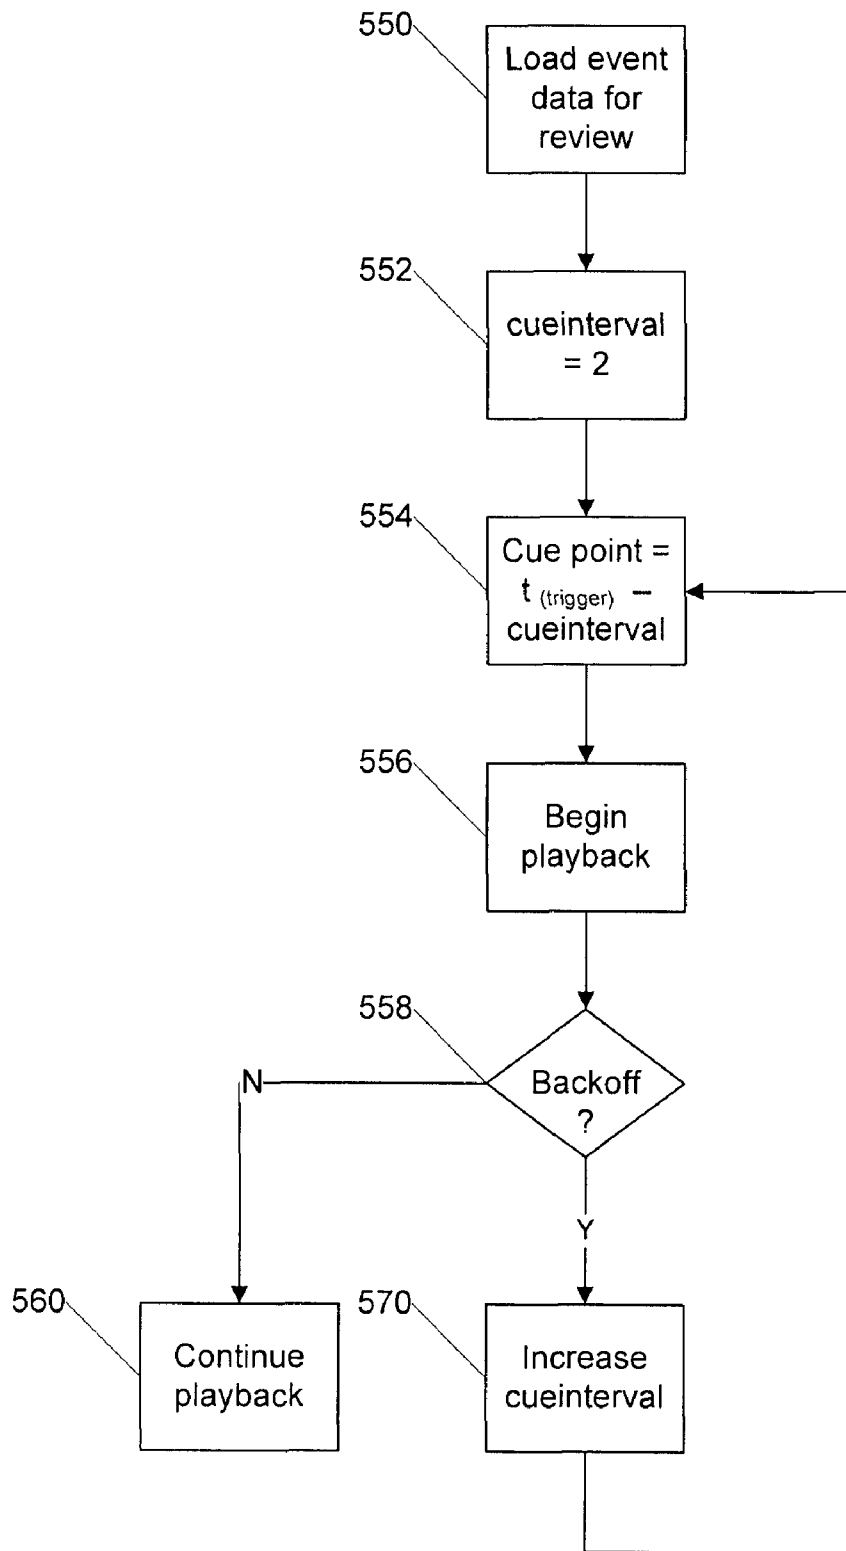 550
Load event
data for
review
552
cueinterval
= 2
554
Cue point =
t (trigger) –
cueinterval
556
Begin
playback
558
Backoff
?
N
Y
560
Continue
playback
570
Increase
cueinterval